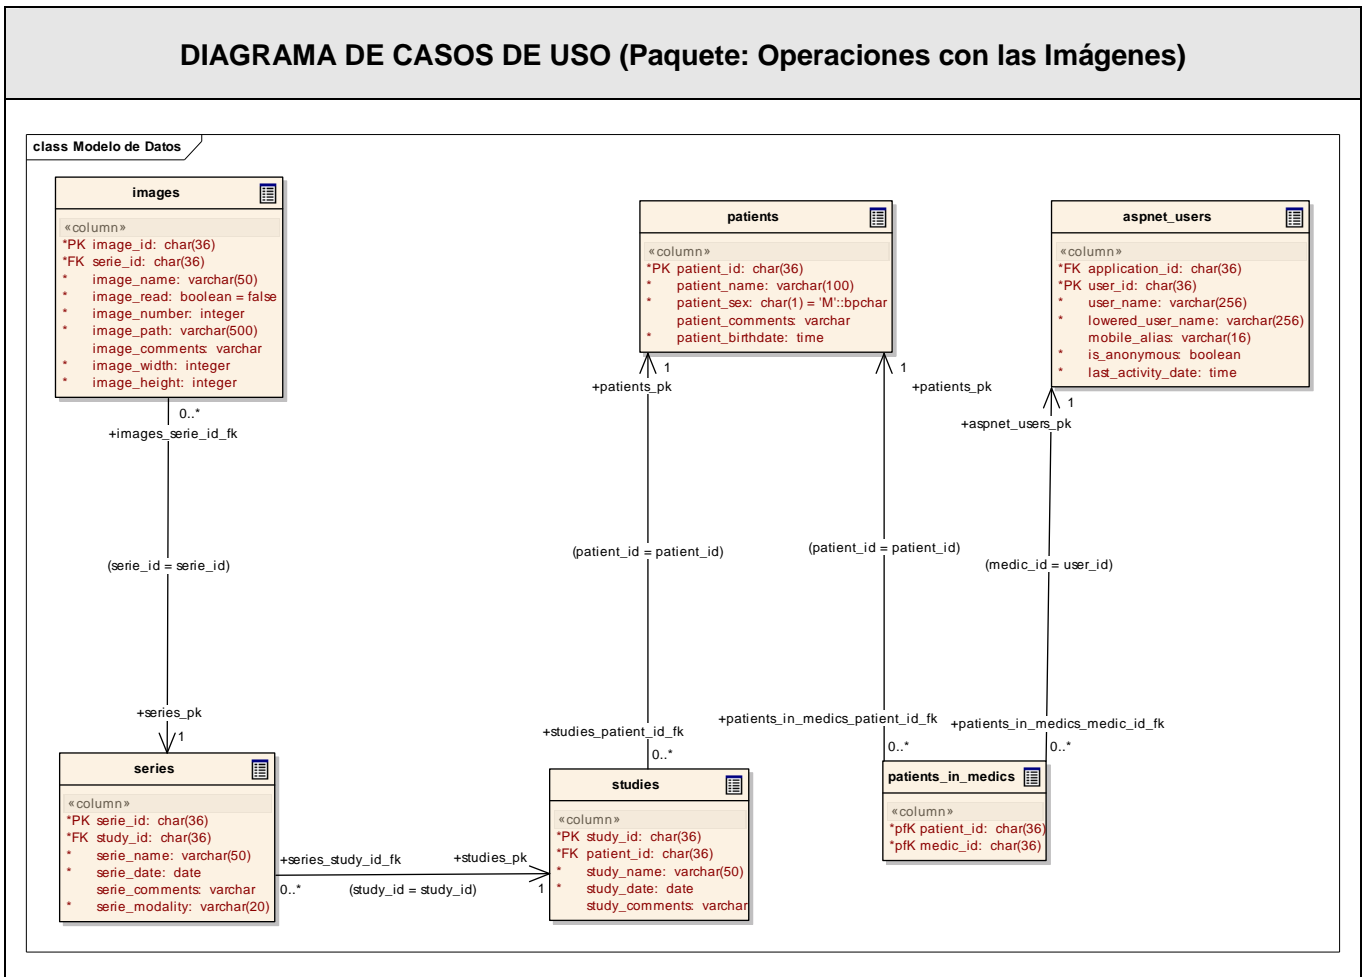 DIAGRAMA DE CASOS DE USO (Paquete: Operaciones con las Imágenes)
class Modelo de Datos
images
«column»
*PK image_id: char(36)
*FK serie_id: char(36)
* image_name: varchar(50)
* image_read: boolean = false
* image_number: integer
* image_path: varchar(500)
image_comments: varchar
* image_width: integer
* image_height: integer
patients
«column»
*PK patient_id: char(36)
* patient_name: varchar(100)
* patient_sex: char(1) = 'M'::bpchar
patient_comments: varchar
* patient_birthdate: time
aspnet_users
«column»
*FK application_id: char(36)
*PK user_id: char(36)
* user_name: varchar(256)
* lowered_user_name: varchar(256)
mobile_alias: varchar(16)
* is_anonymous: boolean
* last_activity_date: time
0..*
+images_serie_id_fk
(serie_id = serie_id)
+series_pk
1
1
+patients_pk
(patient_id = patient_id)
+studies_patient_id_fk
0..*
1
+patients_pk
(patient_id = patient_id)
+patients_in_medics_patient_id_fk
0..*
1
+aspnet_users_pk
(medic_id = user_id)
+patients_in_medics_medic_id_fk
0..*
series
«column»
*PK serie_id: char(36)
*FK study_id: char(36)
* serie_name: varchar(50)
* serie_date: date
serie_comments: varchar
* serie_modality: varchar(20)
+series_study_id_fk
+studies_pk
0..*
(study_id = study_id)
1
studies
«column»
*PK study_id: char(36)
*FK patient_id: char(36)
* study_name: varchar(50)
* study_date: date
study_comments: varchar
patients_in_medics
«column»
*pfK patient_id: char(36)
*pfK medic_id: char(36)